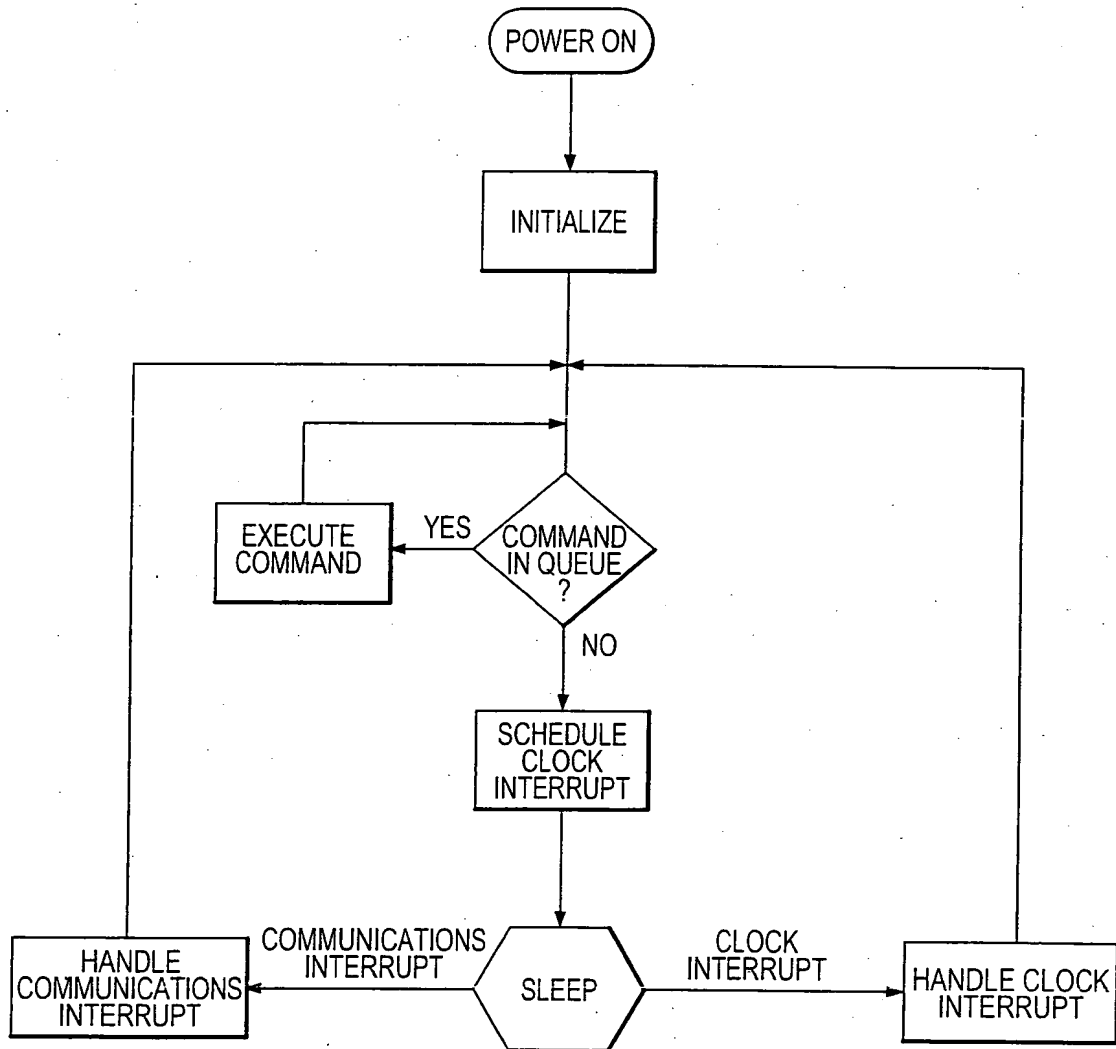 POWER ON
INITIALIZE
EXECUTE
COMMAND
YES
COMMAND
IN QUEUE
?
NO
SCHEDULE
CLOCK
INTERRUPT
HANDLE
COMMUNICATIONS
INTERRUPT
COMMUNICATIONS
INTERRUPT
SLEEP
CLOCK
INTERRUPT
HANDLE CLOCK
INTERRUPT